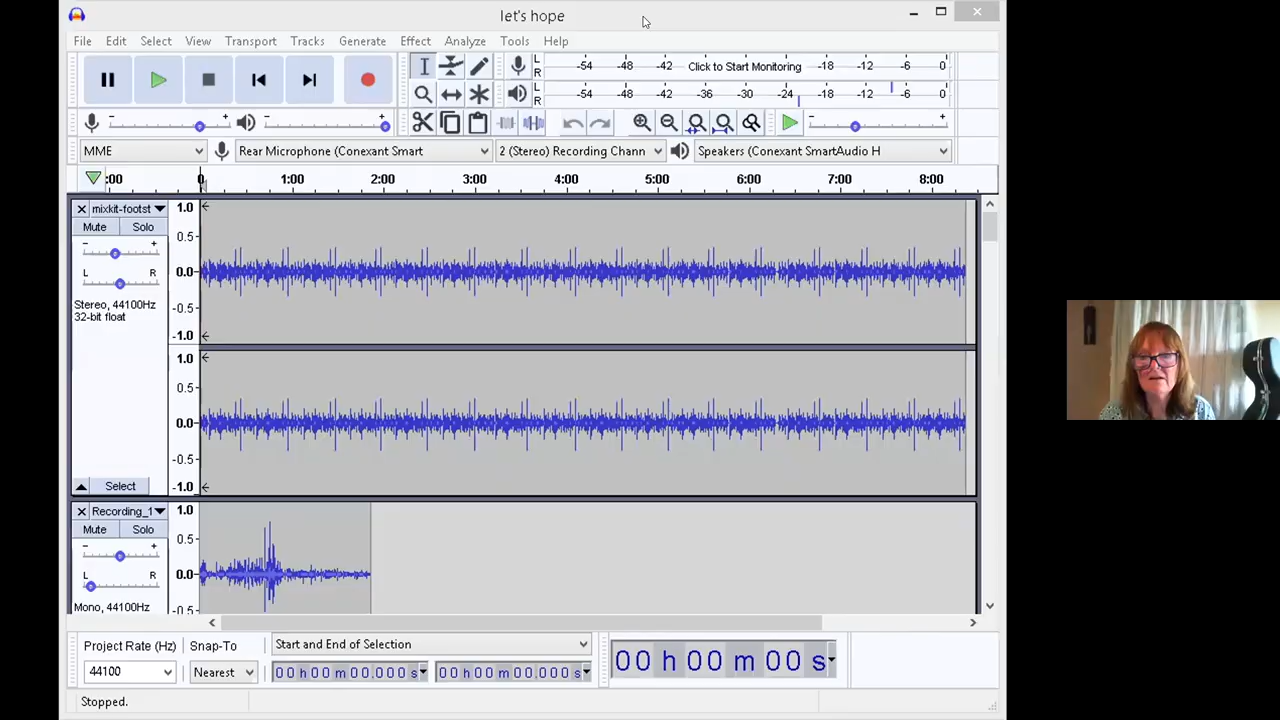 let's hope
File Edit Select View Transport Tracks Generate Effect Analyze Tools Help
L
R
-54 -48 -42 Click to Start Monitoring -18 -12 -6 0
L
R
-54 -48 -42 -36 -30 -24 -18 -12 -6 0
MME Rear Microphone (Conexant Smart 2 (Stereo) Recording Chann Speakers (Conexant SmartAudio H
:00 0 1:00 2:00 3:00 4:00 5:00 6:00 7:00 8:00
mixkit-footst
Mute Solo
- +
L R
Stereo, 44100Hz
32-bit float
Select
1.0
0.5
0.0
-0.5
-1.0
1.0
0.5
0.0
-0.5
-1.0
Recording_1
Mute Solo
- +
L R
Mono, 44100Hz
1.0
0.5
0.0
-0.5
Project Rate (Hz) Snap-To Start and End of Selection
44100 Nearest 00 h 00 m 00.000 s 00 h 00 m 00.000 s
00 h 00 m 00 s
Stopped.